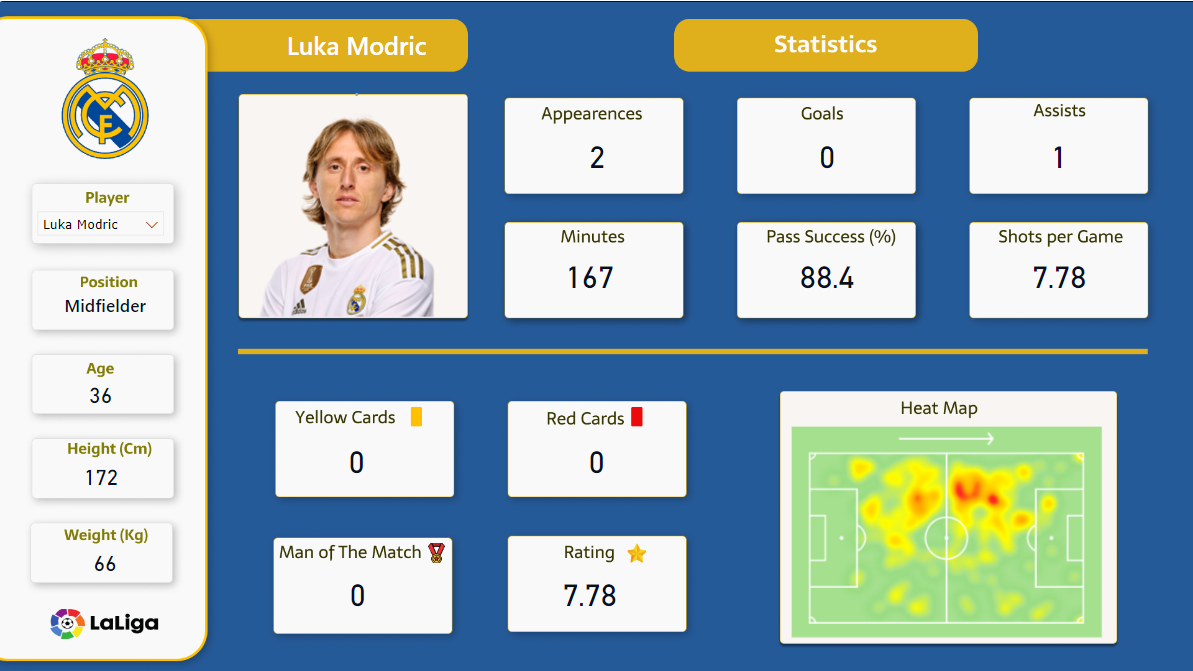 Luka Modric
Statistics
Player
Luka Modric
Position
Midfielder
Age
36
Height (Cm)
172
Weight (Kg)
66
LaLiga
Appearences
2
Goals
0
Assists
1
Minutes
167
Pass Success (%)
88.4
Shots per Game
7.78
Yellow Cards
0
Red Cards
0
Man of The Match
0
Rating
7.78
Heat Map